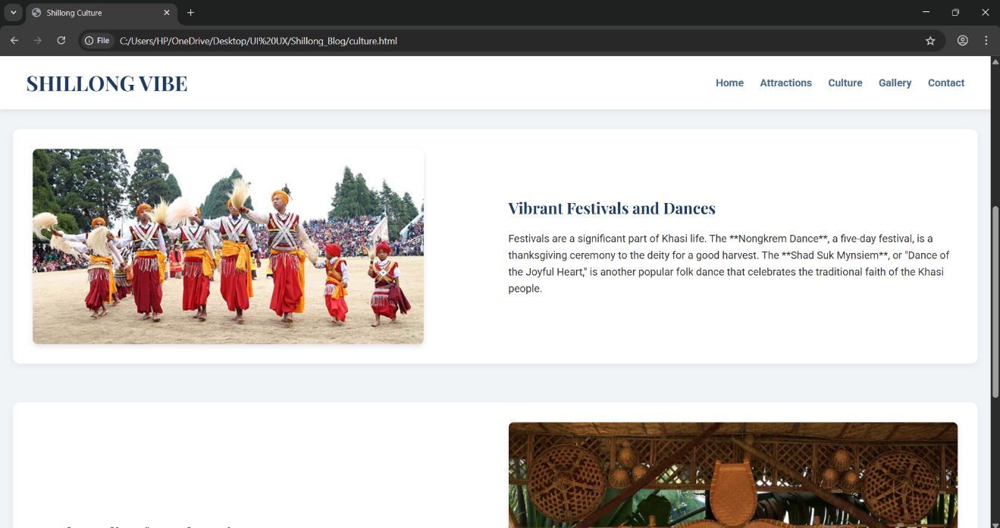 Shillong Culture
File
C:/Users/HP/OneDrive/Desktop/UI%20UX/Shillong_Blog/culture.html
SHILLONG VIBE
Home
Attractions
Culture
Gallery
Contact
Vibrant Festivals and Dances
Festivals are a significant part of Khasi life. The **Nongkrem Dance**, a five-day festival, is a
thanksgiving ceremony to the deity for a good harvest. The **Shad Suk Mynsiem**, or "Dance of
the Joyful Heart," is another popular folk dance that celebrates the traditional faith of the Khasi
people.